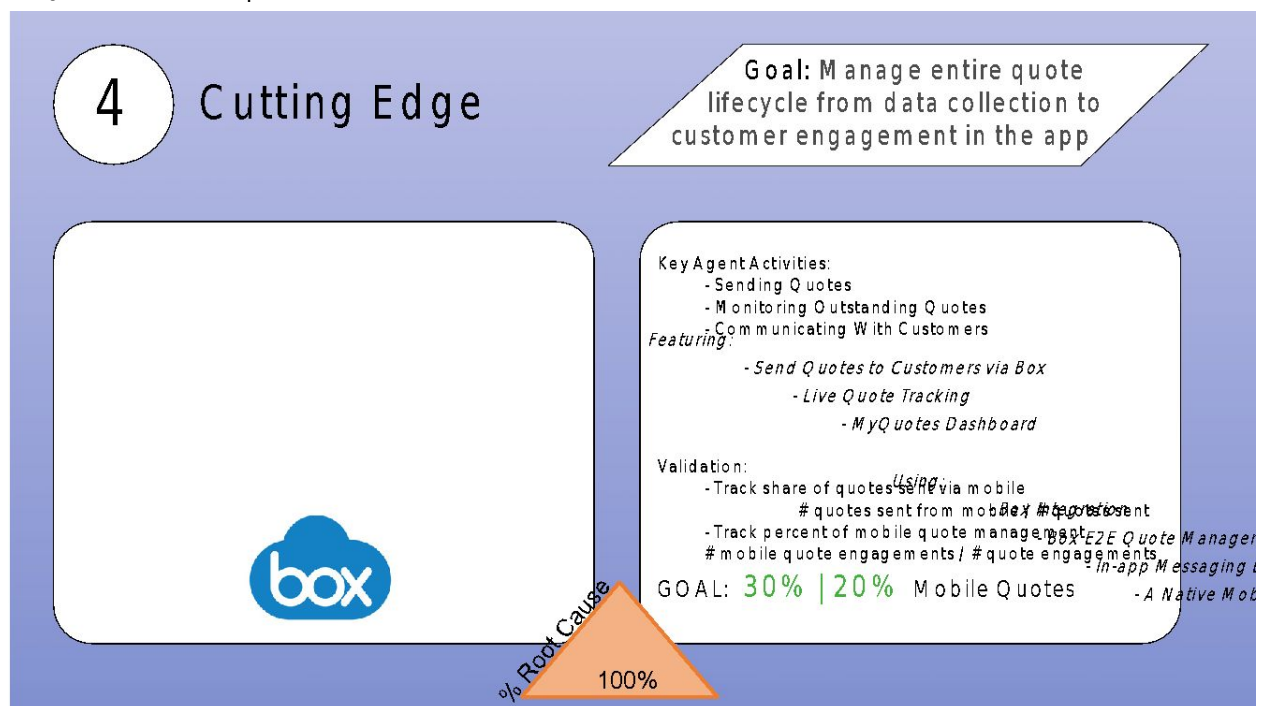 4
Cutting Edge
Goal: Manage entire quote
lifecycle from data collection to
customer engagement in the app
Key Agent Activities:
- Sending Quotes
- Monitoring Outstanding Quotes
- Communicating With Customers
Featuring:
- Send Quotes to Customers via Box
- Live Quote Tracking
- MyQuotes Dashboard
Validation:
Using:
- Track share of quotes sent via mobile
# quotes sent from mobile / # quotes sent
- Box Integration
- Track percent of mobile quote management
- Box E2E Quote Manager
# mobile quote engagements / # quote engagements
- In-app Messaging
GOAL: 30% | 20% Mobile Quotes
- A Native Mob
box
% Root Cause
100%